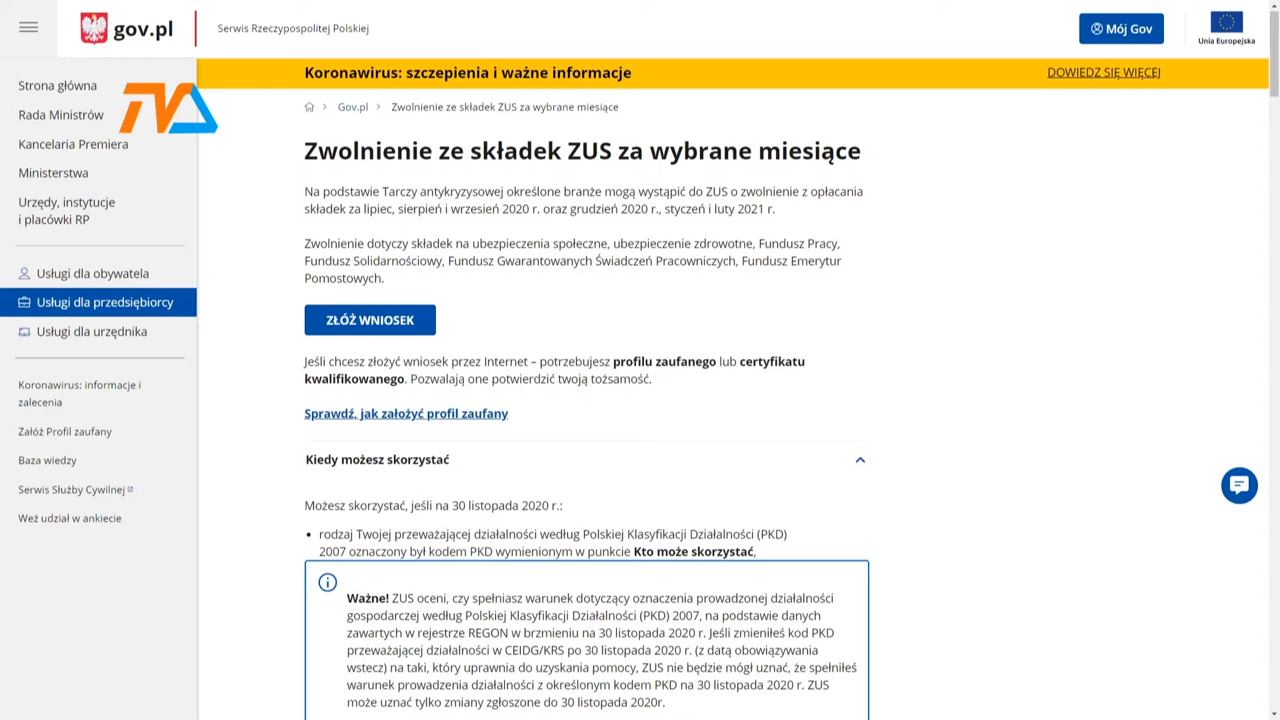 gov.pl
Serwis Rzeczypospolitej Polskiej
Mój Gov
Unia Europejska
Strona główna
Rada Ministrów
Kancelaria Premiera
Ministerstwa
Urzędy, instytucje
i placówki RP
Usługi dla obywatela
Usługi dla przedsiębiorcy
Usługi dla urzędnika
Koronawirus: informacje i
zalecenia
Załóż Profil zaufany
Baza wiedzy
Serwis Służby Cywilnej
Weź udział w ankiecie
TVA
Koronawirus: szczepienia i ważne informacje
DOWIEDZ SIĘ WIĘCEJ
Gov.pl > Zwolnienie ze składek ZUS za wybrane miesiące
Zwolnienie ze składek ZUS za wybrane miesiące
Na podstawie Tarczy antykryzysowej określone branże mogą wystąpić do ZUS o zwolnienie z opłacania
składek za lipiec, sierpień i wrzesień 2020 r. oraz grudzień 2020 r., styczeń i luty 2021 r.
Zwolnienie dotyczy składek na ubezpieczenia społeczne, ubezpieczenie zdrowotne, Fundusz Pracy,
Fundusz Solidarnościowy, Fundusz Gwarantowanych Świadczeń Pracowniczych, Fundusz Emerytur
Pomostowych.
ZŁÓŻ WNIOSEK
Jeśli chcesz złożyć wniosek przez Internet – potrzebujesz profilu zaufanego lub certyfikatu
kwalifikowanego. Pozwalają one potwierdzić twoją tożsamość.
Sprawdź, jak założyć profil zaufany
Kiedy możesz skorzystać
Możesz skorzystać, jeśli na 30 listopada 2020 r.:
• rodzaj Twojej przeważającej działalności według Polskiej Klasyfikacji Działalności (PKD)
2007 oznaczony był kodem PKD wymienionym w punkcie Kto może skorzystać,
Ważne! ZUS oceni, czy spełniasz warunek dotyczący oznaczenia prowadzonej działalności
gospodarczej według Polskiej Klasyfikacji Działalności (PKD) 2007, na podstawie danych
zawartych w rejestrze REGON w brzmieniu na 30 listopada 2020 r. Jeśli zmieniłeś kod PKD
przeważającej działalności w CEIDG/KRS po 30 listopada 2020 r. (z datą obowiązywania
wstecz) na taki, który uprawnia do uzyskania pomocy, ZUS nie będzie mógł uznać, że spełniłeś
warunek prowadzenia działalności z określonym kodem PKD na 30 listopada 2020 r. ZUS
może uznać tylko zmiany zgłoszone do 30 listopada 2020r.